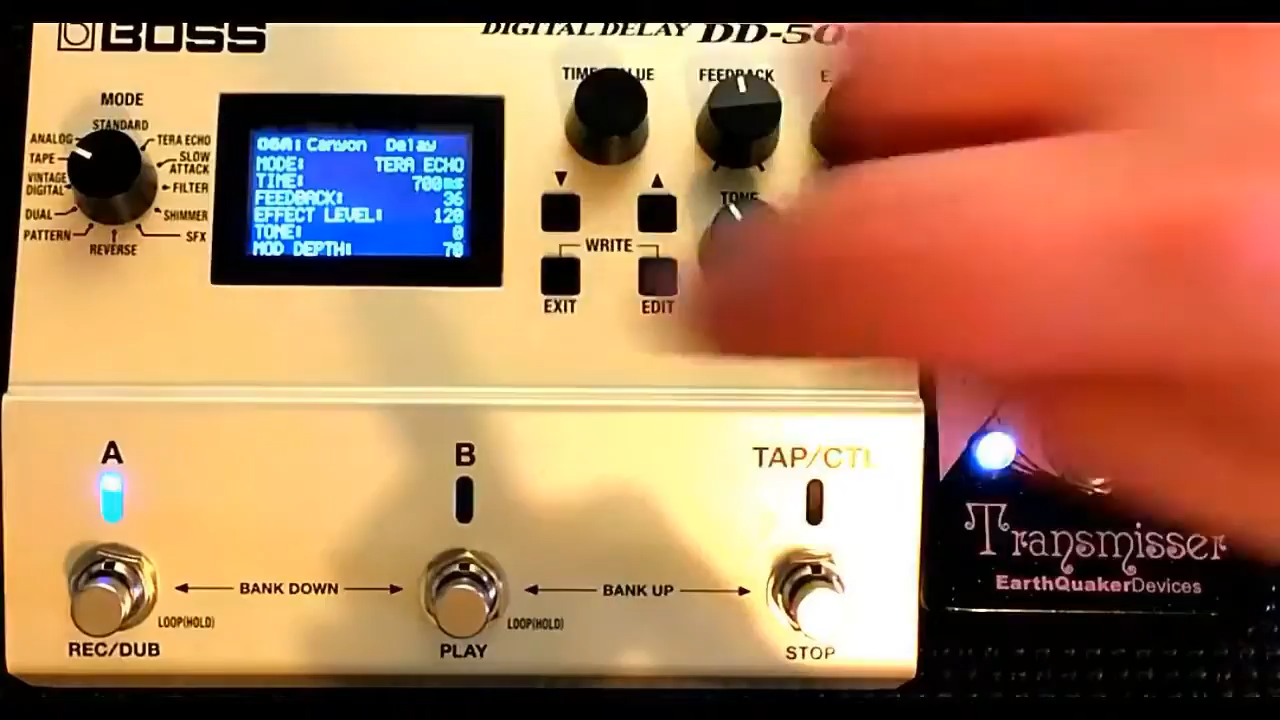 BOSS
DIGITAL DELAY DD-50
MODE
STANDARD
ANALOG
TAPE
VINTAGE
DIGITAL
DUAL
PATTERN
REVERSE
TERA ECHO
SLOW
ATTACK
FILTER
SHIMMER
SFX
06A: Canyon Delay
MODE: TERA ECHO
TIME: 700ms
FEEDBACK: 36
EFFECT LEVEL: 120
TONE: 0
MOD DEPTH: 70
FEEDBACK
TONE
WRITE
EXIT
EDIT
A
B
TAP/CTL
BANK DOWN
BANK UP
LOOP(HOLD)
LOOP(HOLD)
REC/DUB
PLAY
STOP
Transmisser
EarthQuakerDevices